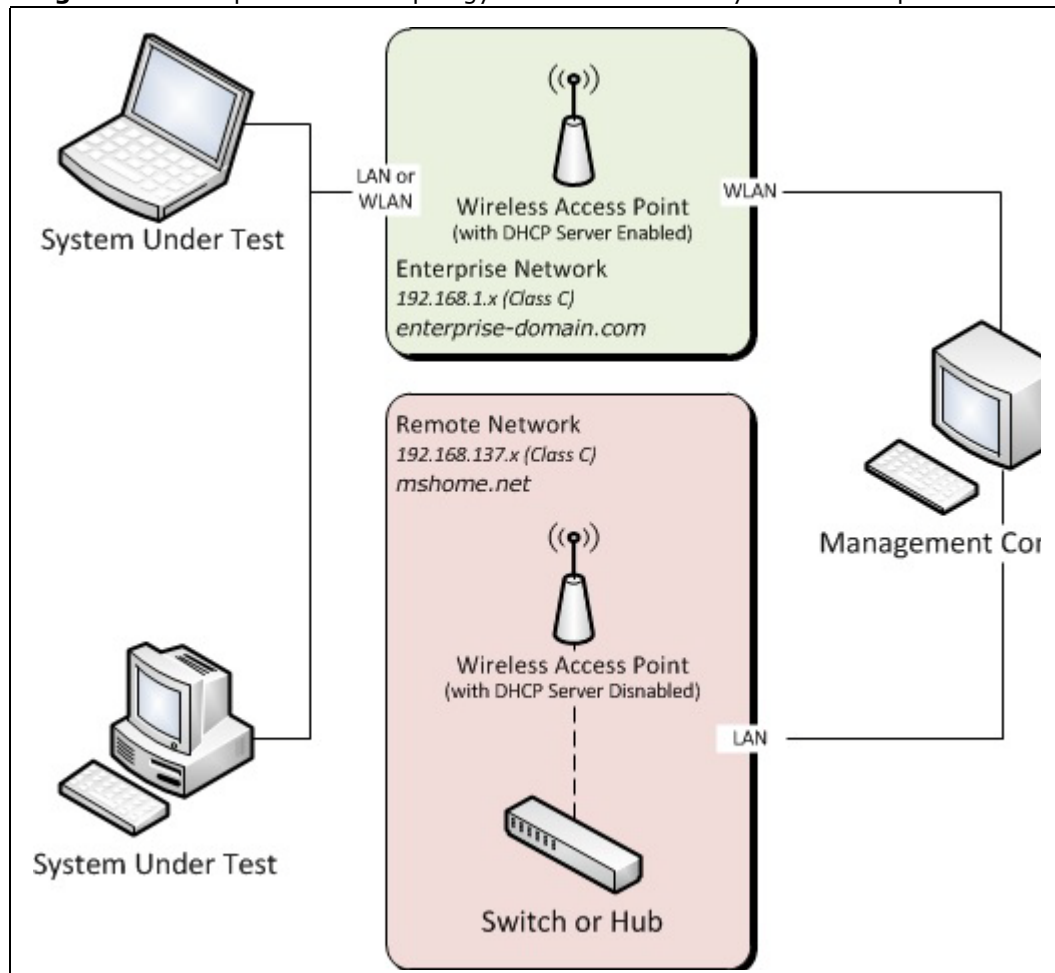 System Under Test
LAN or
WLAN
Wireless Access Point
(with DHCP Server Enabled)
WLAN
Enterprise Network
192.168.1.x (Class C)
enterprise-domain.com
Remote Network
192.168.137.x (Class C)
mshome.net
Management
Wireless Access Point
(with DHCP Server Disnabled)
LAN
System Under Test
Switch or Hub